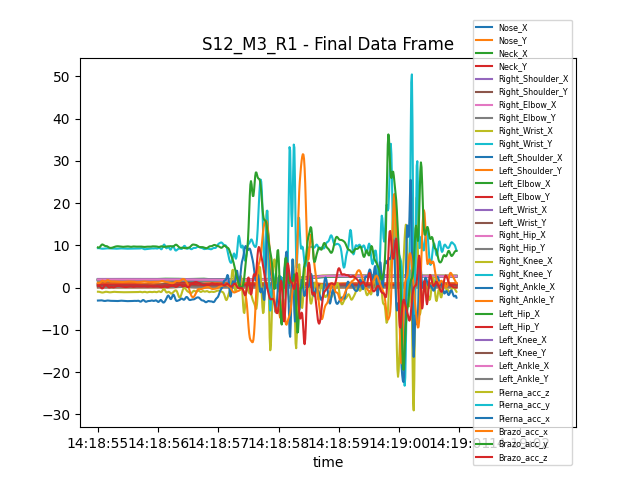 S12_M3_R1 - Final Data Frame
50
40
30
20
10
0
−10
−20
−30
14:18:55
14:18:56
14:18:57
14:18:58
14:18:59
14:19:00
time
Nose_X
Nose_Y
Neck_X
Neck_Y
Right_Shoulder_X
Right_Shoulder_Y
Right_Elbow_X
Right_Elbow_Y
Right_Wrist_X
Right_Wrist_Y
Left_Shoulder_X
Left_Shoulder_Y
Left_Elbow_X
Left_Elbow_Y
Left_Wrist_X
Left_Wrist_Y
Right_Hip_X
Right_Hip_Y
Right_Knee_X
Right_Knee_Y
Right_Ankle_X
Right_Ankle_Y
Left_Hip_X
Left_Hip_Y
Left_Knee_X
Left_Knee_Y
Left_Ankle_X
Left_Ankle_Y
Pierna_acc_z
Pierna_acc_y
Pierna_acc_x
Brazo_acc_x
Brazo_acc_y
Brazo_acc_z